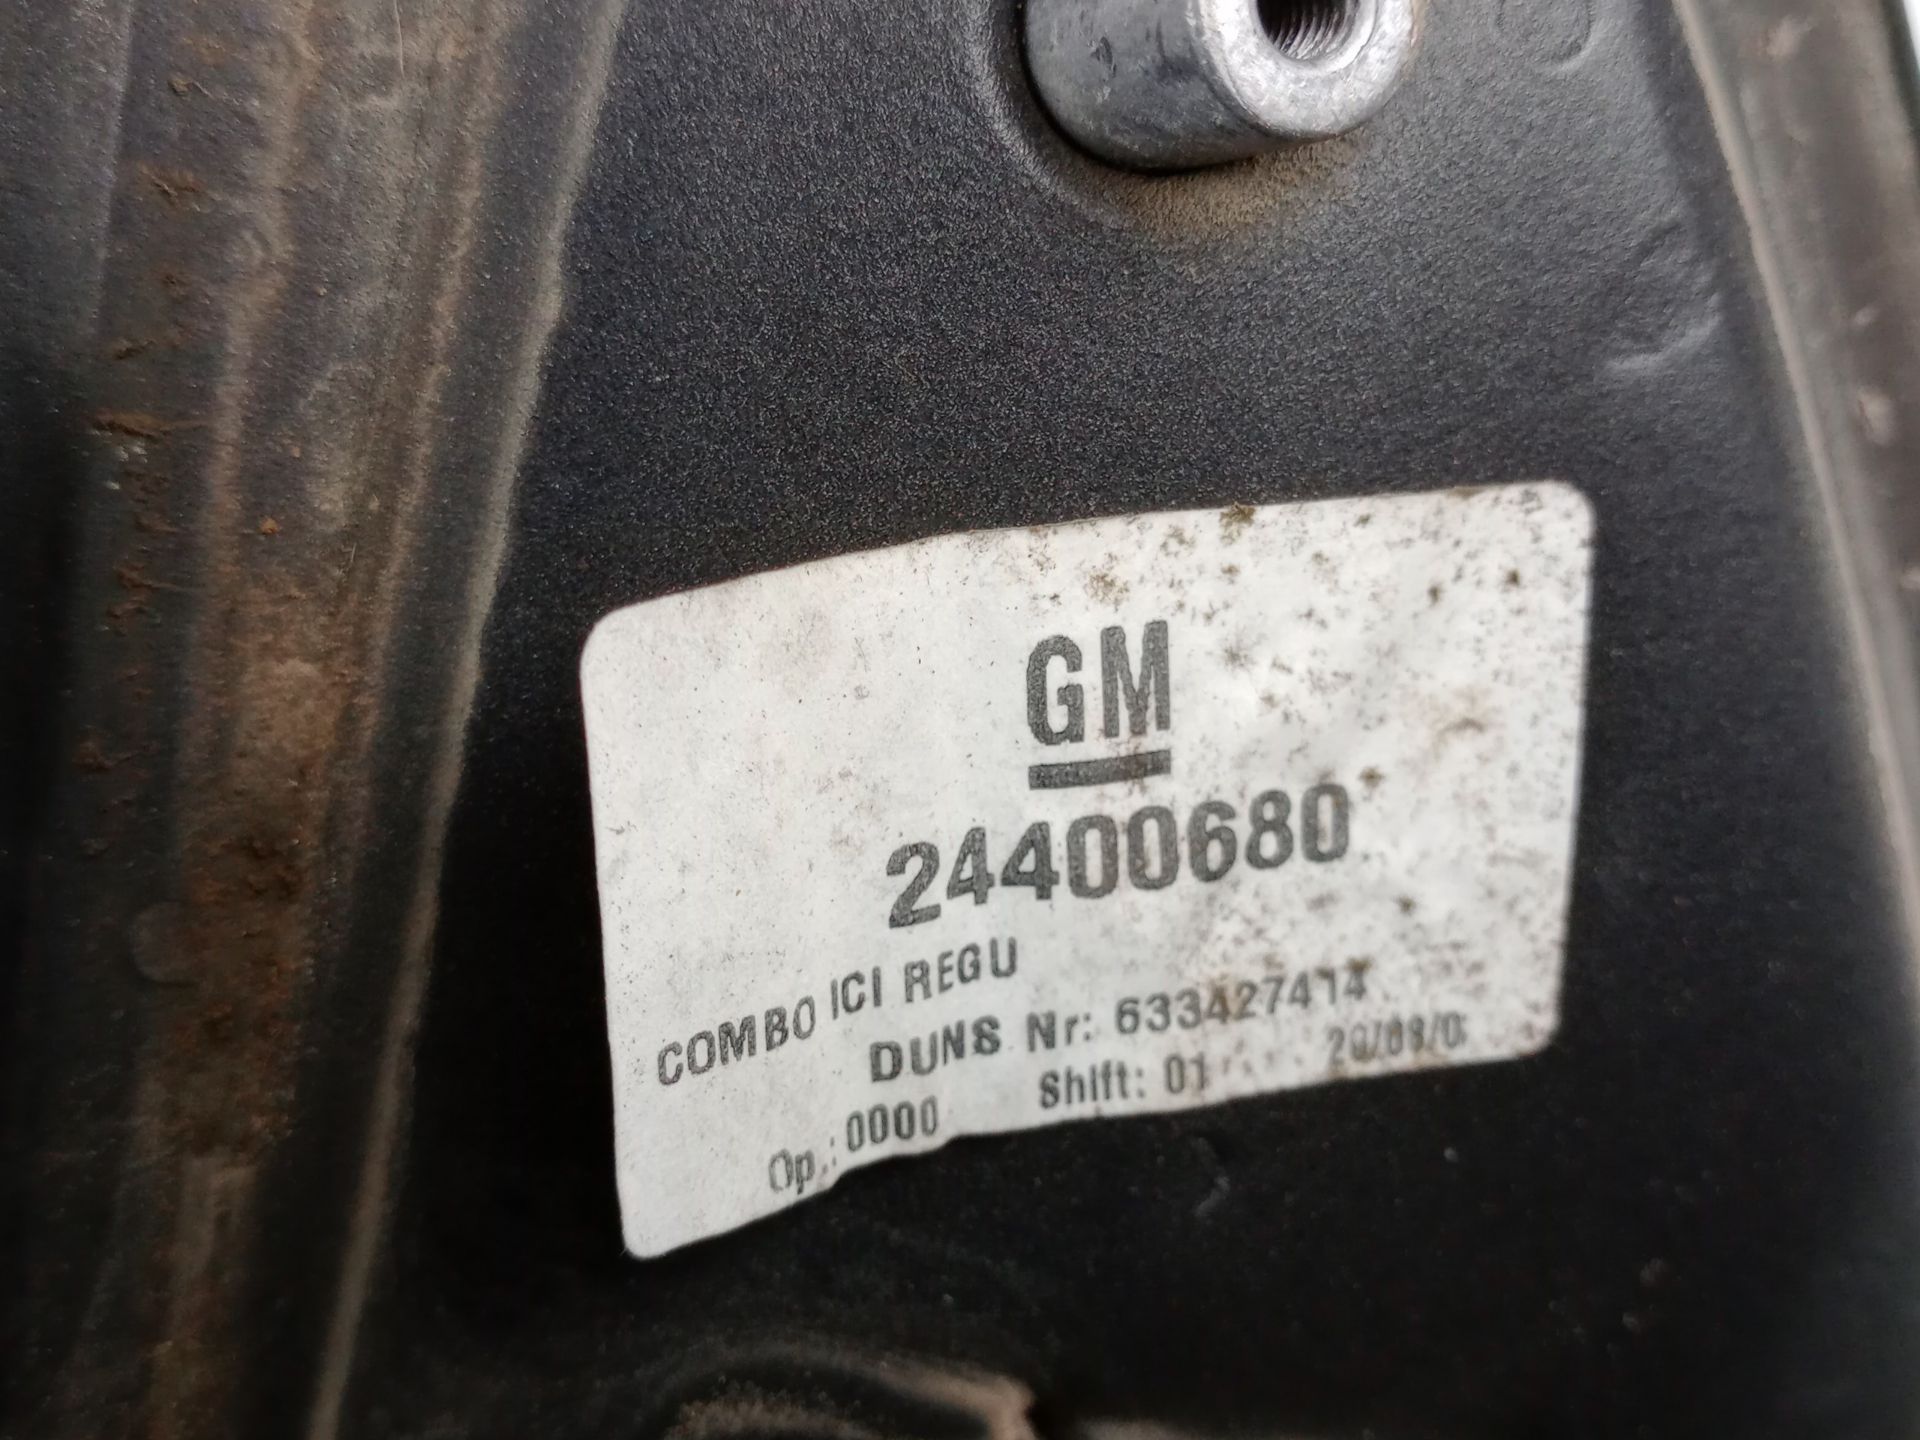 GM
24400680
COMBO ICI REGU
DUNS Nr: 633427414
Op.: 0000 Shift: 01